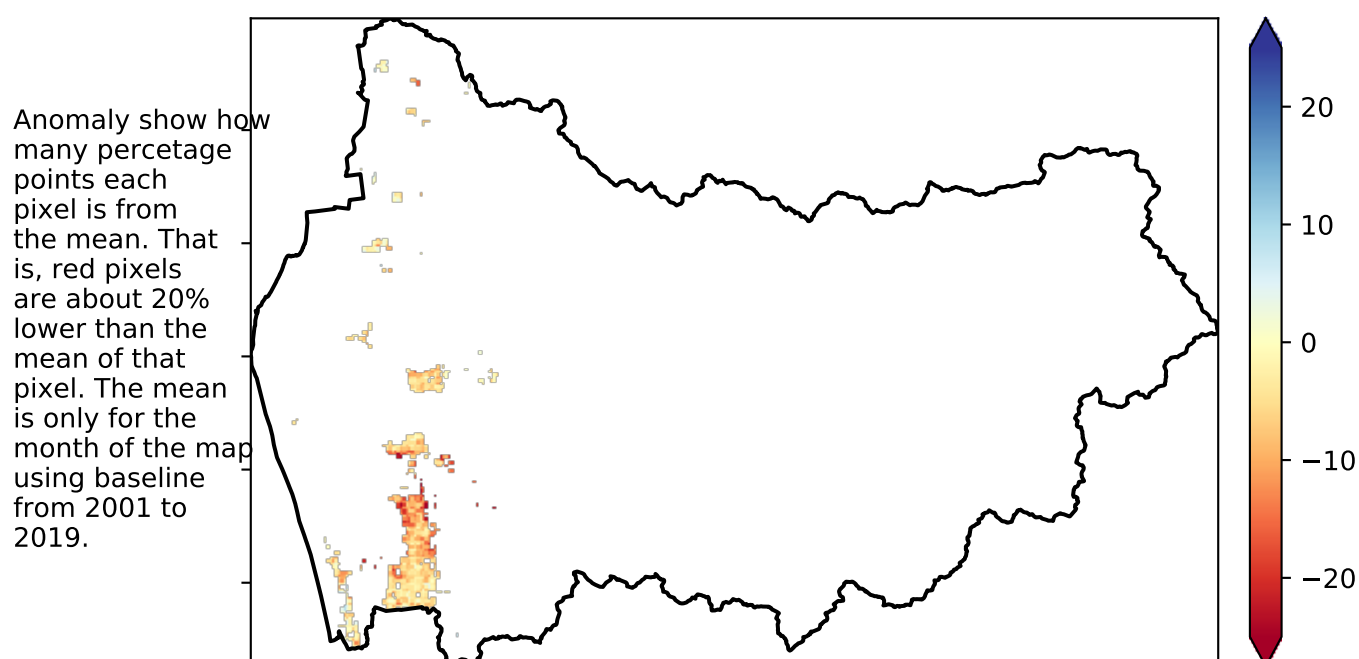 Anomaly show how
many percetage
points each
pixel is from
the mean. That
is, red pixels
are about 20%
lower than the
mean of that
pixel. The mean
is only for the
month of the map
using baseline
from 2001 to
2019.
20
10
0
−10
−20